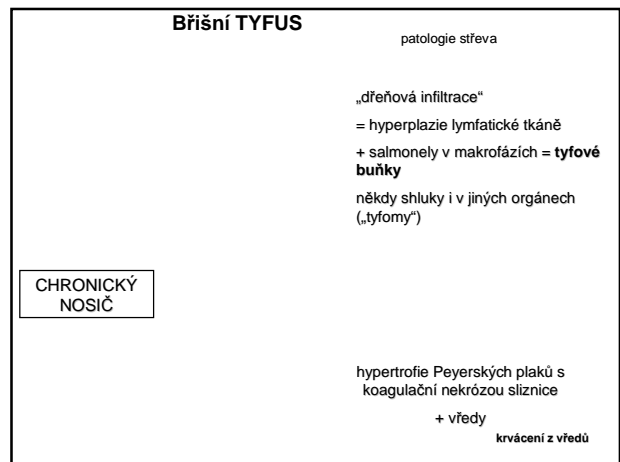 Břišní TYFUS
patologie střeva
„dřeňová infiltrace“
= hyperplazie lymfatické tkáně
+ salmonely v makrofázích = tyfové
buňky
někdy shluky i v jiných orgánech
(„tyfomy“)
CHRONICKÝ
NOSIČ
hypertrofie Peyerských plaků s
koagulační nekrózou sliznice
+ vředy
krvácení z vředů